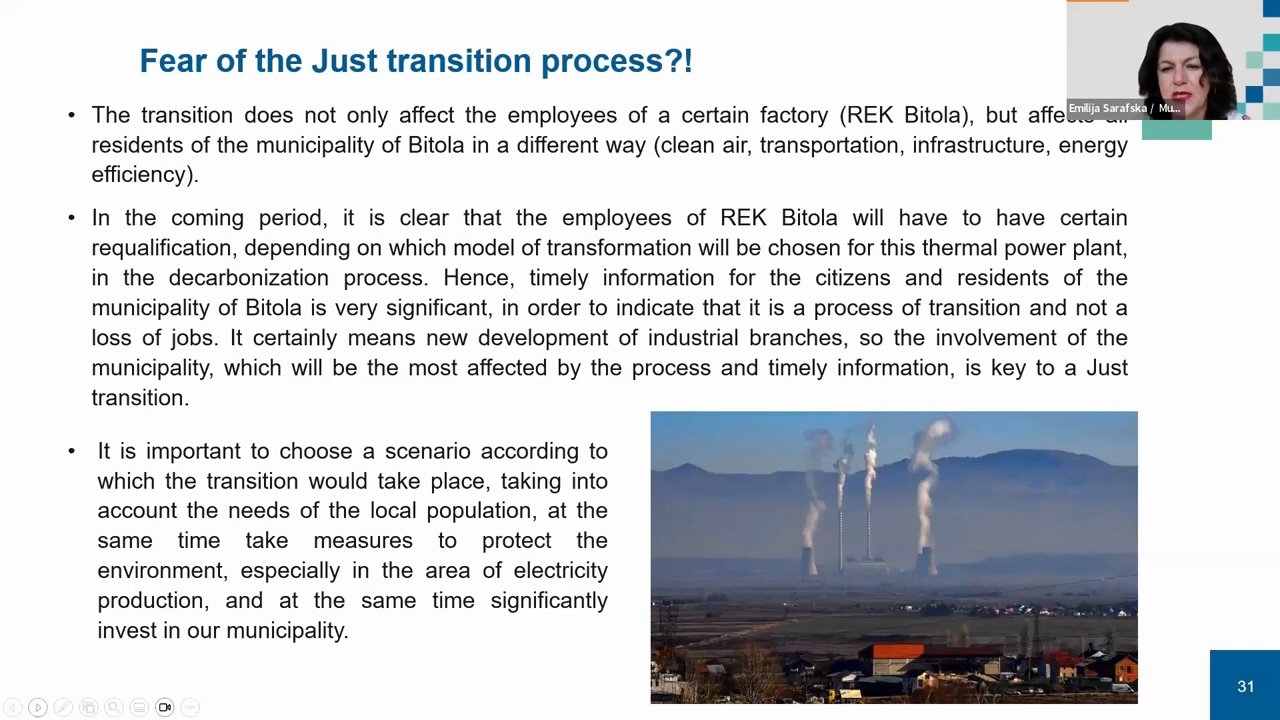 Fear of the Just transition process?!
Emilija Sarafska / Mu...
• The transition does not only affect the employees of a certain factory (REK Bitola), but affects all
residents of the municipality of Bitola in a different way (clean air, transportation, infrastructure, energy
efficiency).
• In the coming period, it is clear that the employees of REK Bitola will have to have certain
requalification, depending on which model of transformation will be chosen for this thermal power plant,
in the decarbonization process. Hence, timely information for the citizens and residents of the
municipality of Bitola is very significant, in order to indicate that it is a process of transition and not a
loss of jobs. It certainly means new development of industrial branches, so the involvement of the
municipality, which will be the most affected by the process and timely information, is key to a Just
transition.
• It is important to choose a scenario according to
which the transition would take place, taking into
account the needs of the local population, at the
same time take measures to protect the
environment, especially in the area of electricity
production, and at the same time significantly
invest in our municipality.
31